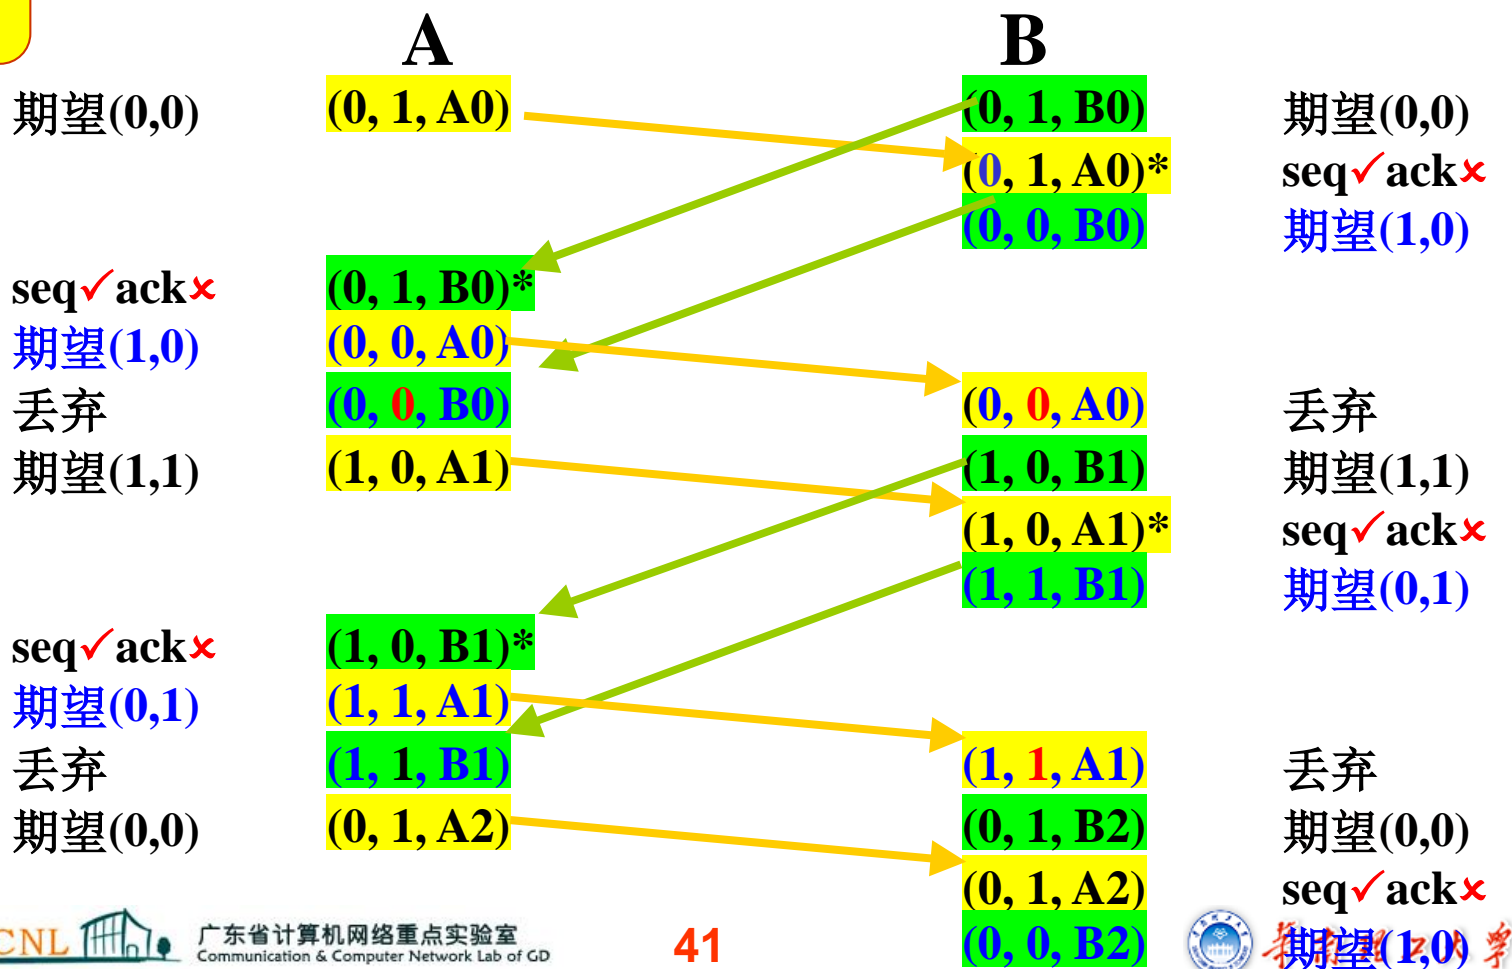 A B
期望(0,0) (0, 1, A0) (0, 1, B0) 期望(0,0)
(0, 1, A0)* seq✓ack×
(0, 0, B0) 期望(1,0)
seq✓ack× (0, 1, B0)*
期望(1,0) (0, 0, A0)
丢弃 (0, 0, B0) (0, 0, A0) 丢弃
期望(1,1) (1, 0, A1) (1, 0, B1) 期望(1,1)
(1, 0, A1)* seq✓ack×
(1, 1, B1) 期望(0,1)
seq✓ack× (1, 0, B1)*
期望(0,1) (1, 1, A1)
丢弃 (1, 1, B1) (1, 1, A1) 丢弃
期望(0,0) (0, 1, A2) (0, 1, B2) 期望(0,0)
(0, 1, A2) seq✓ack×
(0, 0, B2) 期望(1,0)
CNL 广东省计算机网络重点实验室
Communication & Computer Network Lab of GD
41